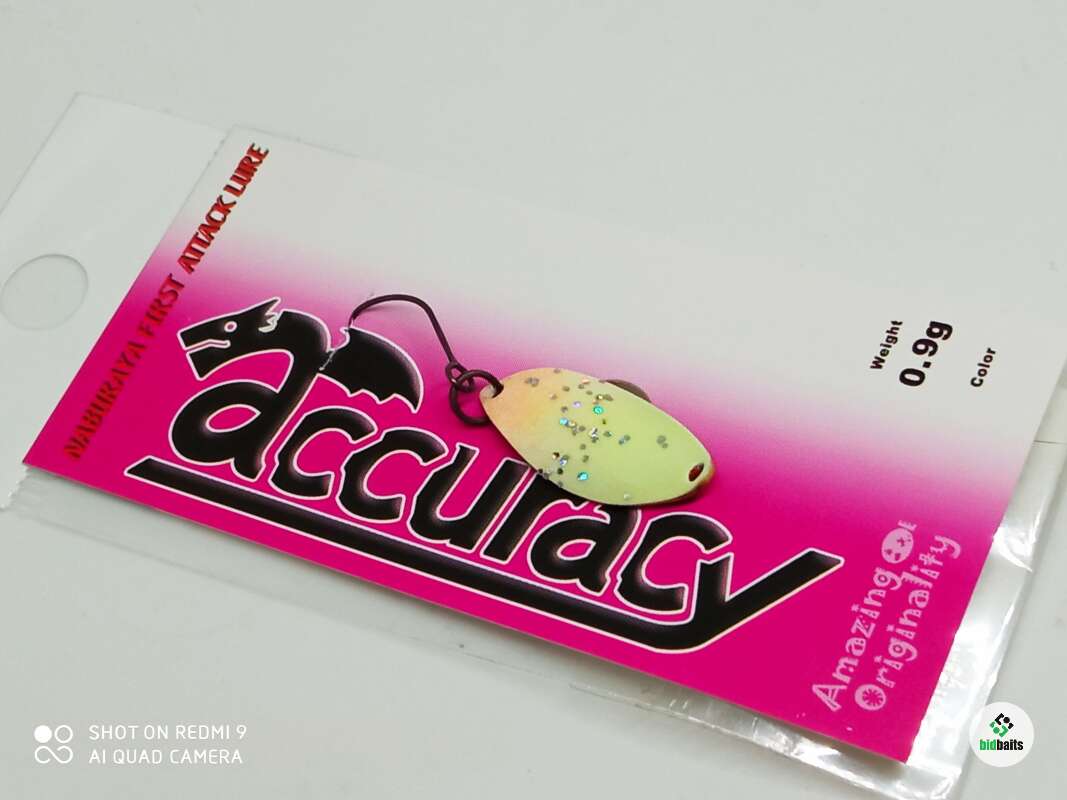 NABURAYA FIRST ATTACK LURE
accuracy
Weight
0.9g
Color
Amazing
Originality
SHOT ON REDMI 9
AI QUAD CAMERA
bidbaits